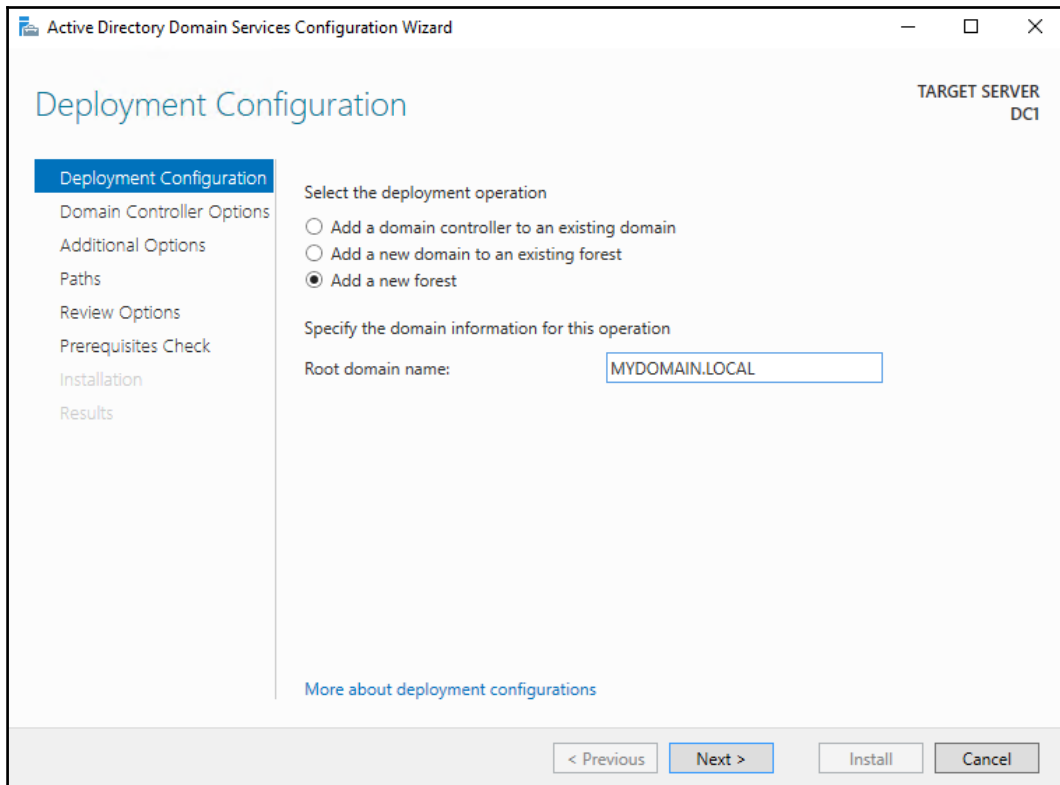 Active Directory Domain Services Configuration Wizard
Deployment Configuration
TARGET SERVER
DC1
Deployment Configuration
Domain Controller Options
Additional Options
Paths
Review Options
Prerequisites Check
Installation
Results
Select the deployment operation
Add a domain controller to an existing domain
Add a new domain to an existing forest
Add a new forest
Specify the domain information for this operation
Root domain name:
MYDOMAIN.LOCAL
More about deployment configurations
< Previous
Next >
Install
Cancel